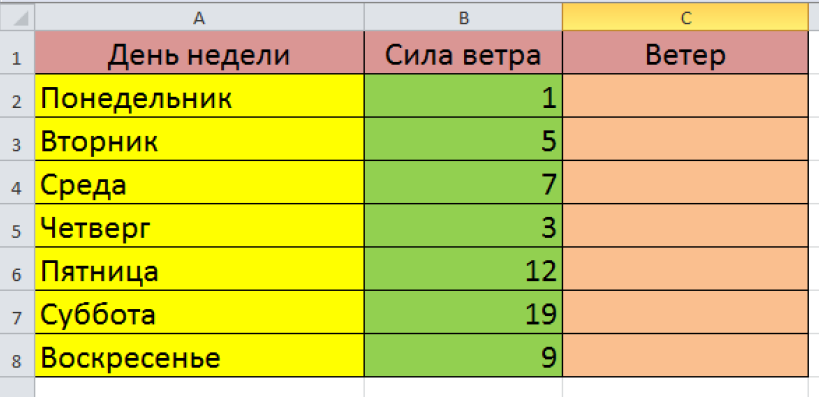 A B C
1 День недели Сила ветра Ветер
2 Понедельник 1
3 Вторник 5
4 Среда 7
5 Четверг 3
6 Пятница 12
7 Суббота 19
8 Воскресенье 9